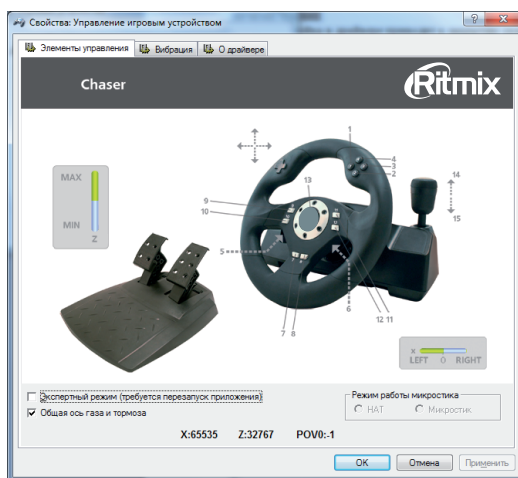 Свойства: Управление игровым устройством
Элементы управления
Вибрация
О драйвере
Chaser
Ritmix
1
4
3
2
13
14
15
9
10
5
6
7
8
12 11
MAX
MIN
Z
X
LEFT 0 RIGHT
Экспертный режим (требуется перезапуск приложения)
Общая ось газа и тормоза
Режим работы микростика
HAT
Микростик
X:65535 Z:32767 POV0:-1
OK
Отмена
Применить